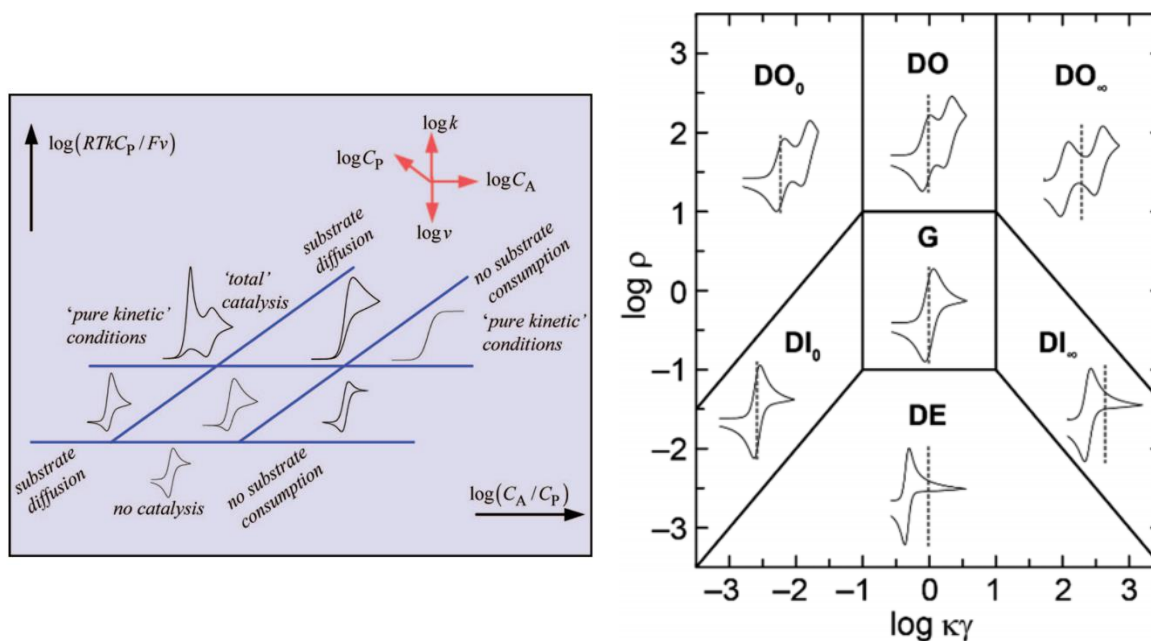 log(RTkC_P / Fv)
log k
log C_P
log C_A
log v
substrate
diffusion
no substrate
consumption
'total'
catalysis
'pure kinetic'
conditions
'pure kinetic'
conditions
substrate
diffusion
no catalysis
no substrate
consumption
log(C_A / C_P)
DO₀
DO
DO∞
G
DI₀
DI∞
DE
log ρ
3
2
1
0
−1
−2
−3
−3 −2 −1 0 1 2 3
log κγ